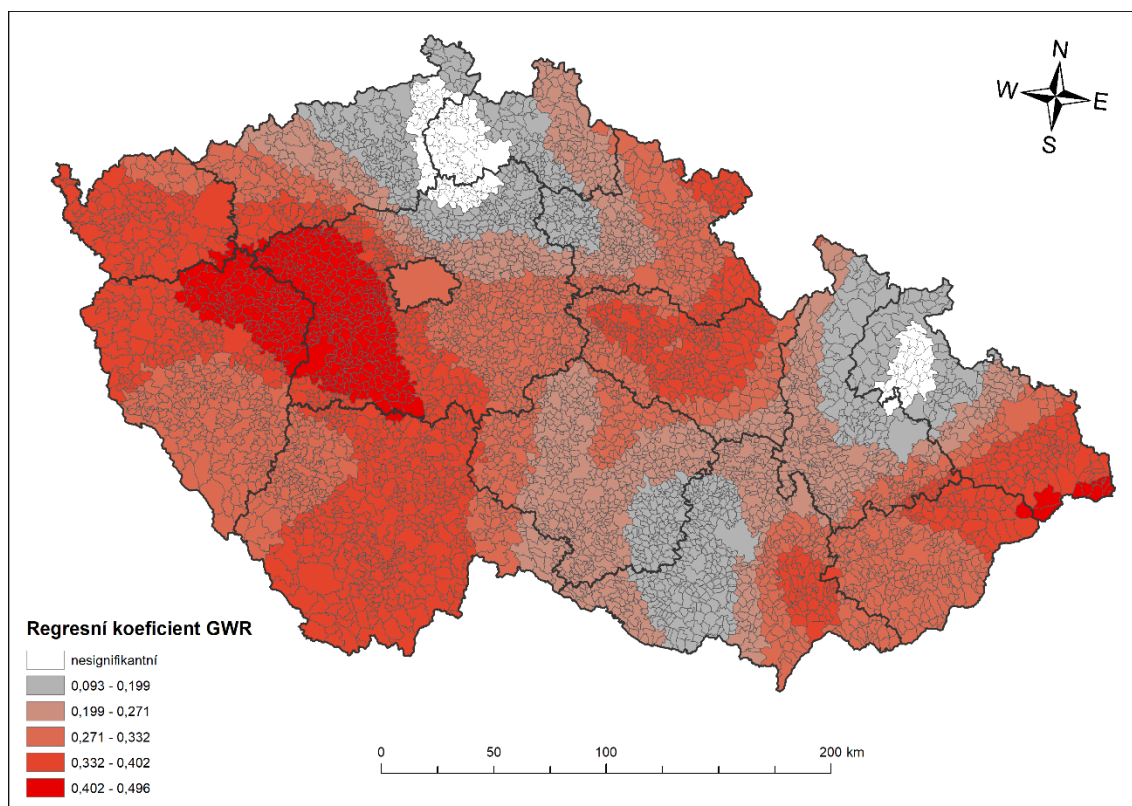 N
W E
S
Regresní koeficient GWR
nesignifikantní
0,093 - 0,199
0,199 - 0,271
0,271 - 0,332
0,332 - 0,402
0,402 - 0,496
0 50 100 200 km